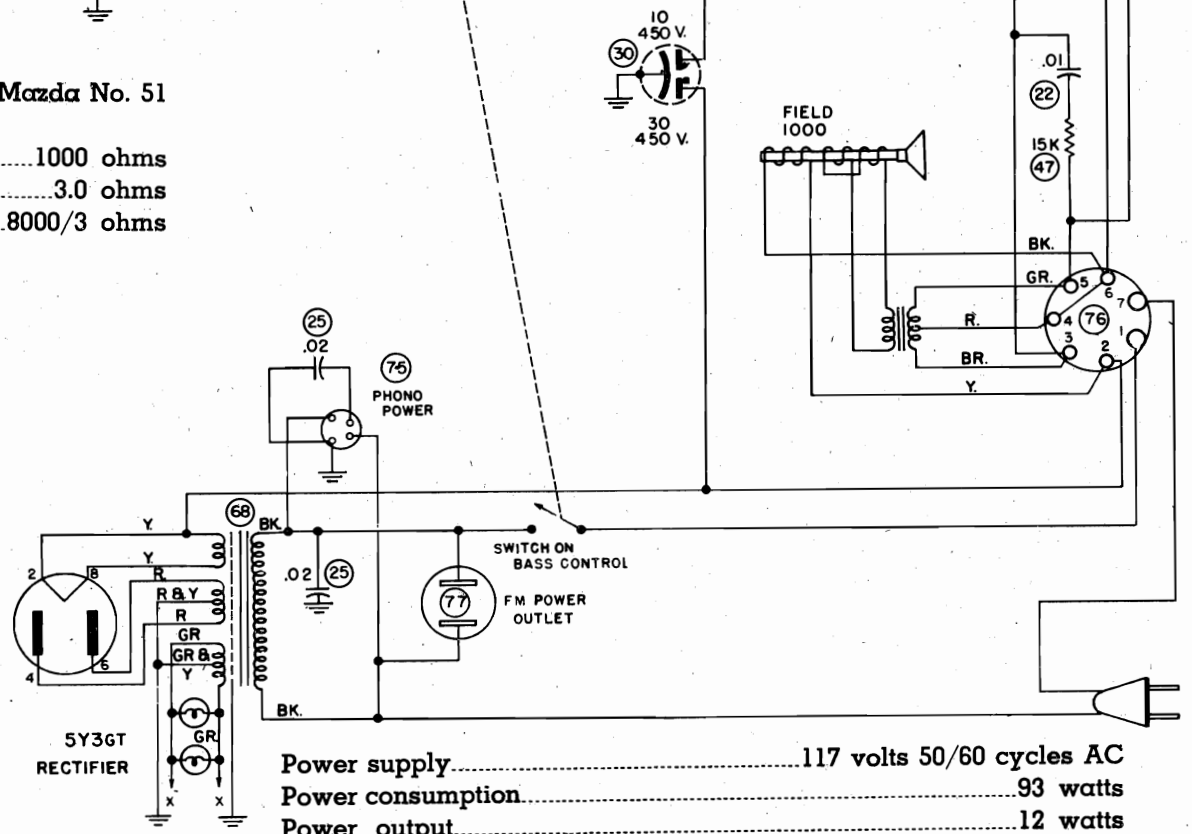 10
450 V.
30
30
450 V.
Mazda No. 51
1000 ohms
3.0 ohms
8000/3 ohms
FIELD
1000
.01
22
15K
47
BK.
GR.
R.
BR.
Y.
5
6
7
4
76
3
2
1
25
.02
75
PHONO
POWER
68
BK.
Y.
Y.
R.
R & Y
R
GR
GR &
Y
GR.
2
8
4
6
.02
25
SWITCH ON
BASS CONTROL
77
FM POWER
OUTLET
BK.
X
X
5Y3GT
RECTIFIER
Power supply 117 volts 50/60 cycles AC
Power consumption 93 watts
Power output 12 watts